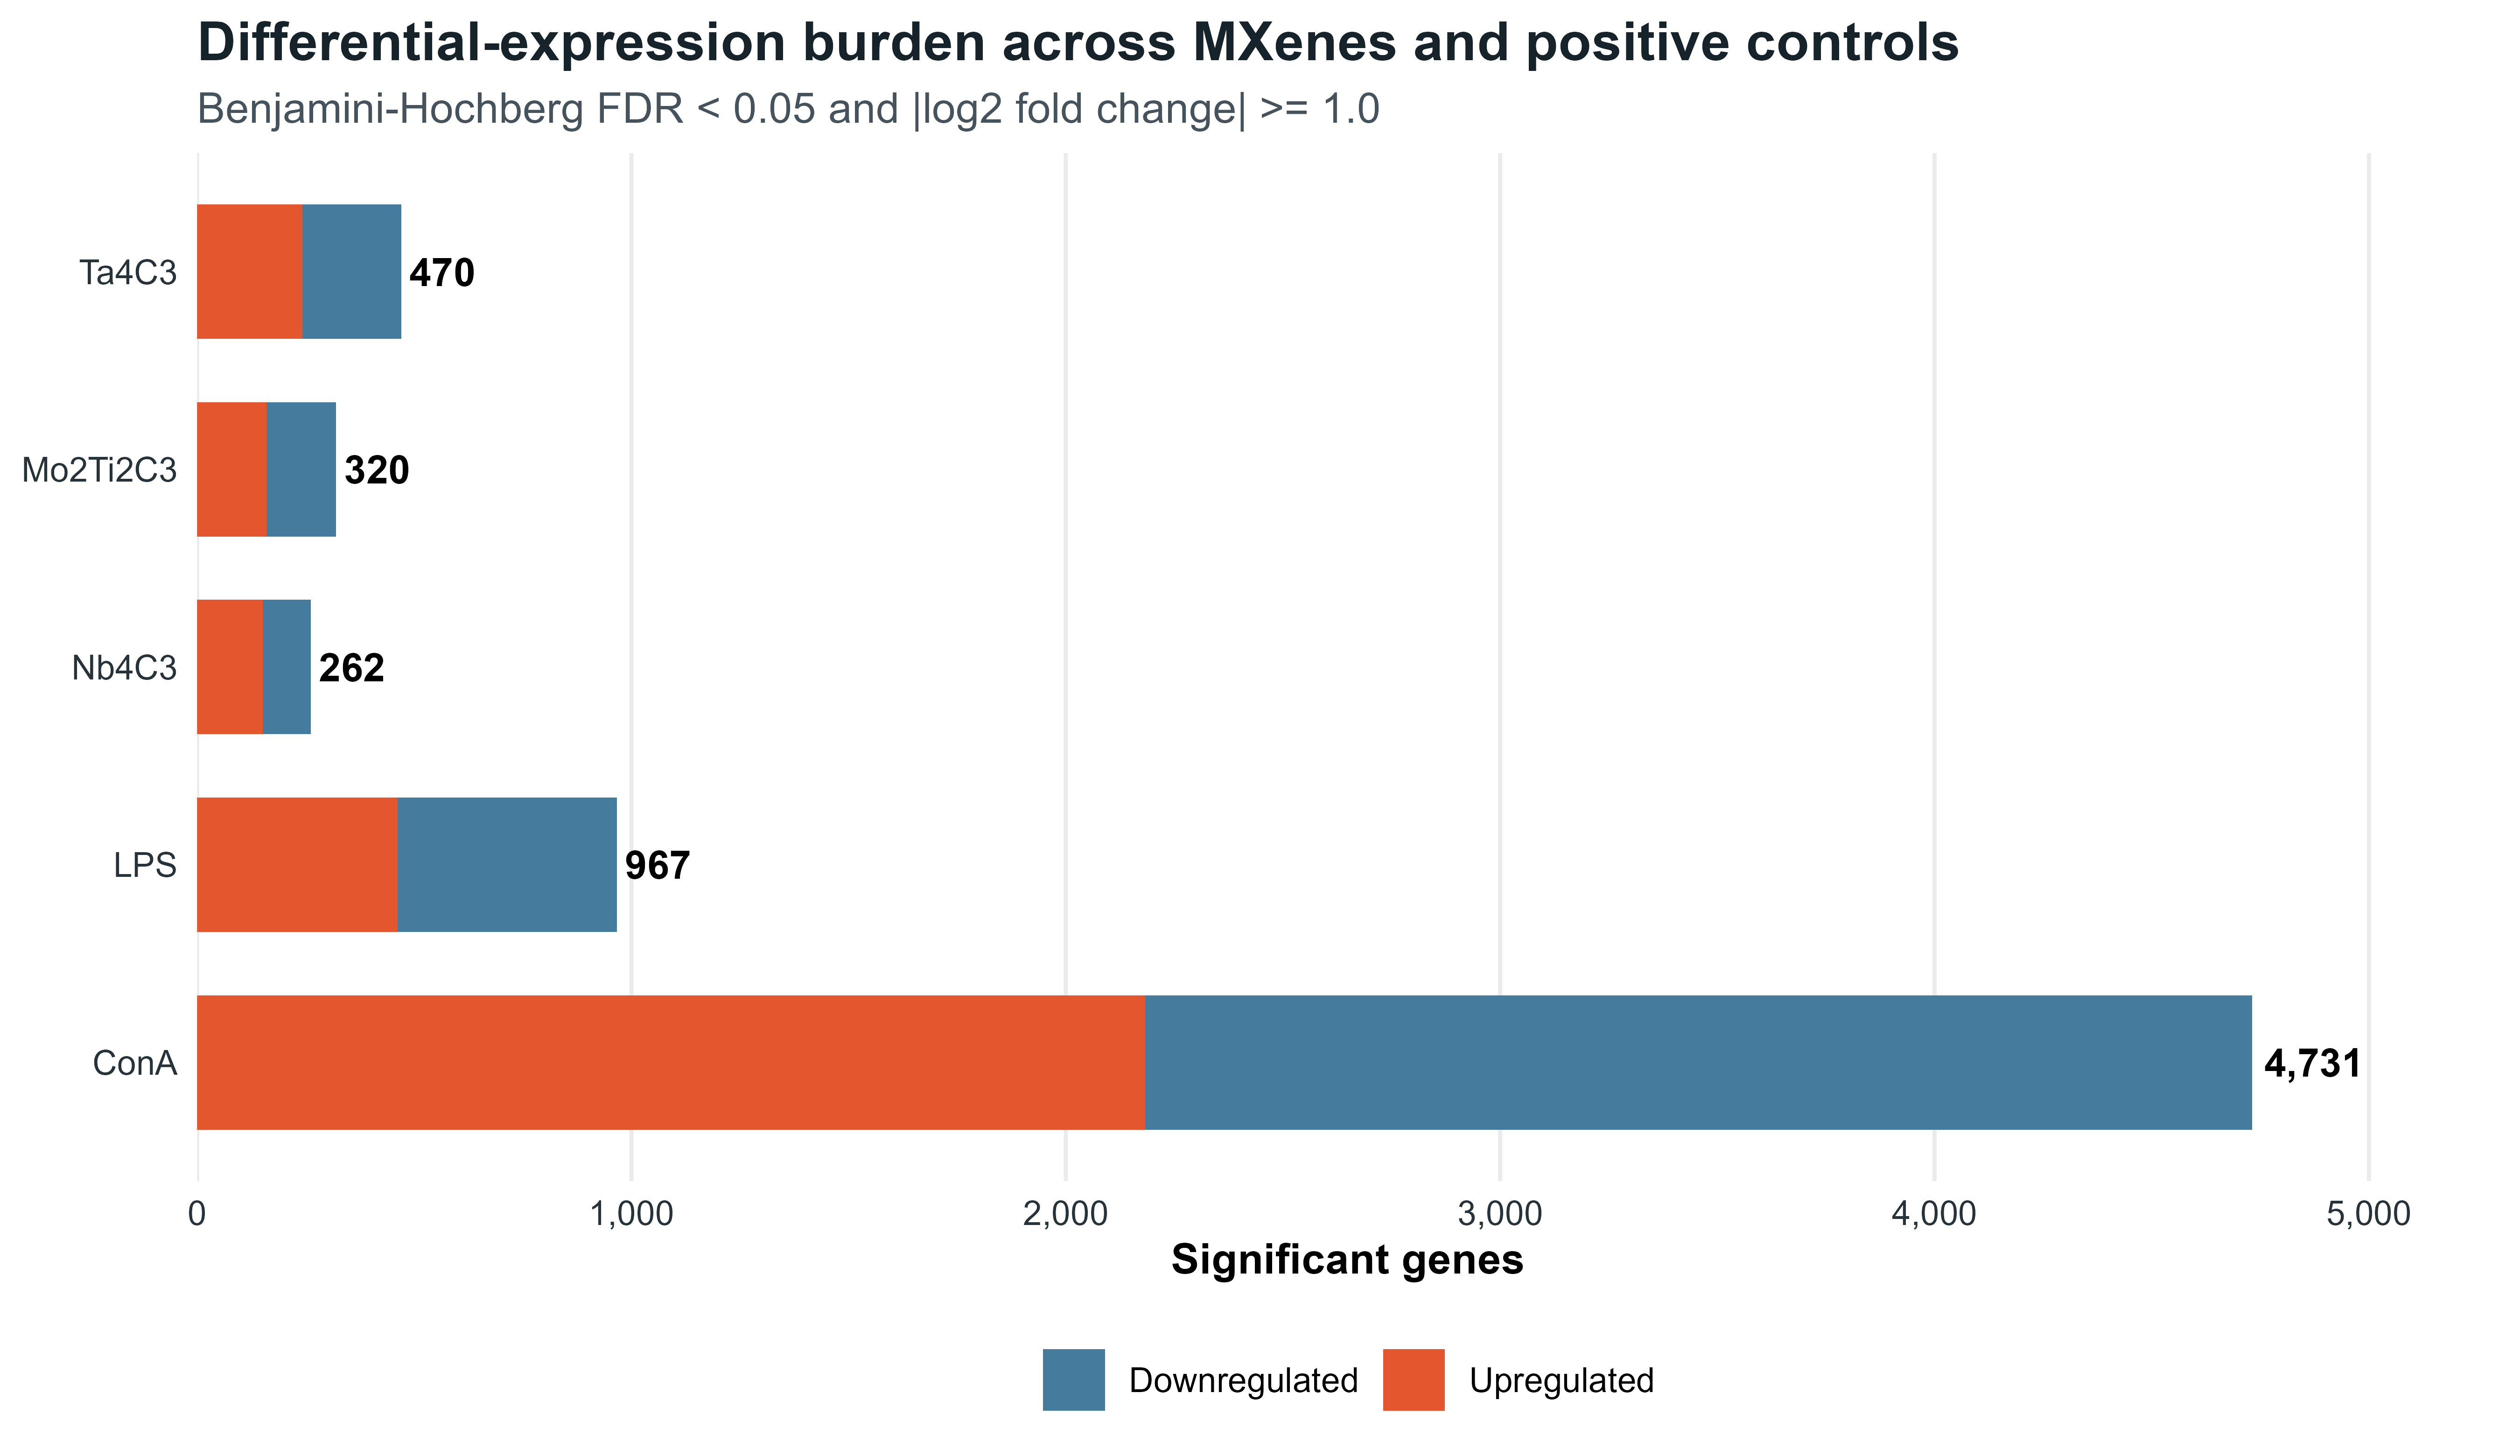 Differential-expression burden across MXenes and positive controls
Benjamini-Hochberg FDR < 0.05 and |log2 fold change| >= 1.0
Ta4C3
470
Mo2Ti2C3
320
Nb4C3
262
LPS
967
ConA
4,731
0
1,000
2,000
3,000
4,000
5,000
Significant genes
Downregulated
Upregulated